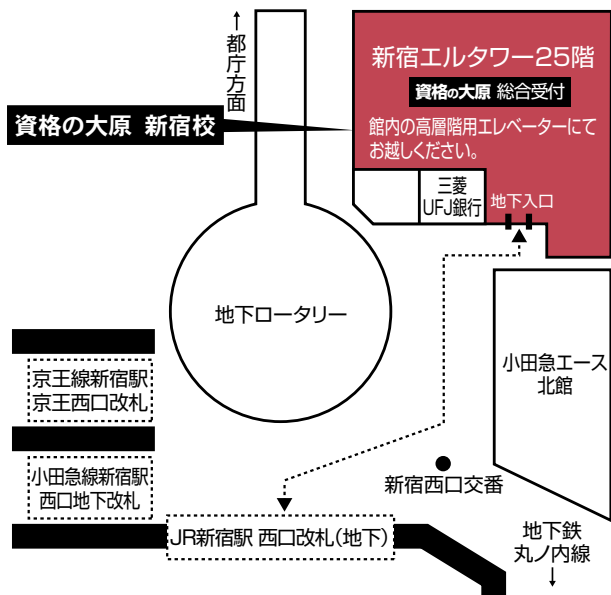 ↑
都庁方面
新宿エルタワー25階
資格の大原 総合受付
館内の高層階用エレベーターにて
お越しください。
資格の大原 新宿校
三菱
UFJ銀行
地下入口
地下ロータリー
小田急エース
北館
京王線新宿駅
京王西口改札
小田急線新宿駅
西口地下改札
新宿西口交番
JR新宿駅 西口改札(地下)
地下鉄
丸ノ内線
↓